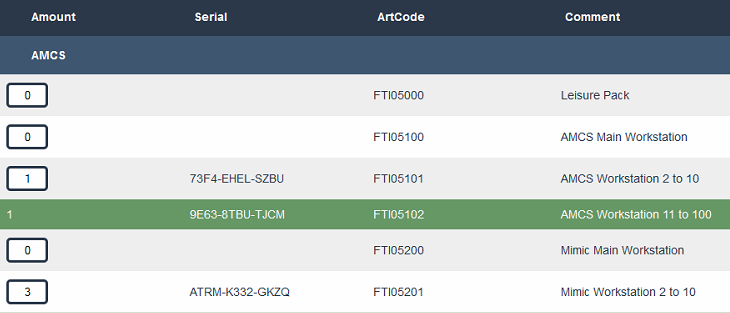 Amount Serial ArtCode Comment
AMCS
0 FTI05000 Leisure Pack
0 FTI05100 AMCS Main Workstation
1 73F4-EHEL-SZBU FTI05101 AMCS Workstation 2 to 10
1 9E63-8TBU-TJCM FTI05102 AMCS Workstation 11 to 100
0 FTI05200 Mimic Main Workstation
3 ATRM-K332-GKZQ FTI05201 Mimic Workstation 2 to 10